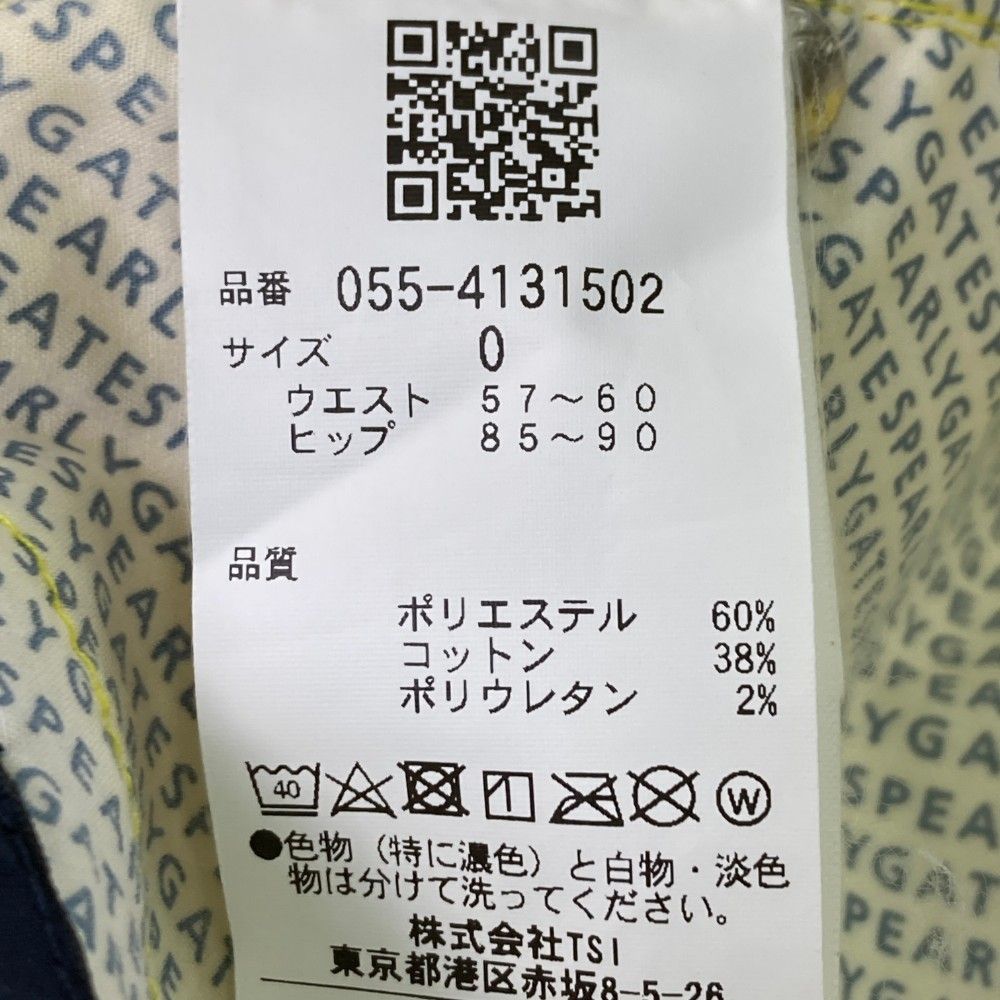 品番 055-4131502
サイズ 0
ウエスト 57～60
ヒップ 85～90
品質
ポリエステル 60%
コットン 38%
ポリウレタン 2%
40
W
●色物（特に濃色）と白物・淡色
物は分けて洗ってください。
株式会社TSI
東京都港区赤坂8-5-26
PEARLYGATES